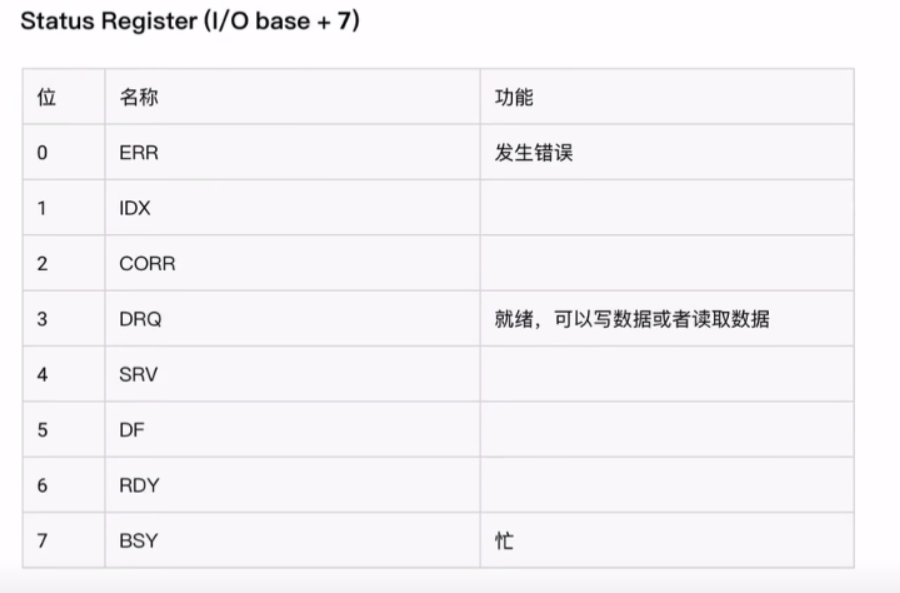 Status Register (I/O base + 7)
位 名称 功能
0 ERR 发生错误
1 IDX
2 CORR
3 DRQ 就绪，可以写数据或者读取数据
4 SRV
5 DF
6 RDY
7 BSY 忙